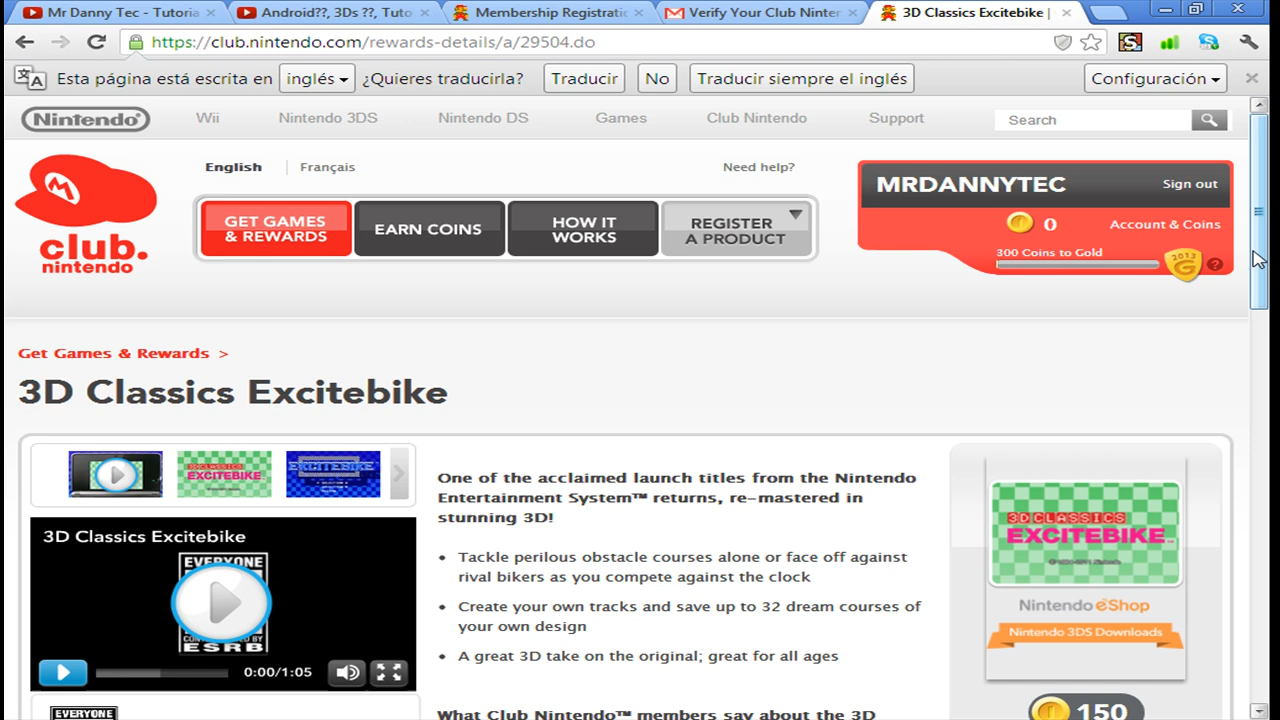 Mr Danny Tec - Tutoria
Android??, 3Ds ??, Tuto
Membership Registratio
Verify Your Club Ninter
3D Classics Excitebike |
https://club.nintendo.com/rewards-details/a/29504.do
Esta página está escrita en inglés ¿Quieres traducirla? Traducir No Traducir siempre el inglés Configuración
Nintendo
Wii Nintendo 3DS Nintendo DS Games Club Nintendo Support Search
club.
nintendo
English Français Need help?
GET GAMES
& REWARDS
EARN COINS
HOW IT
WORKS
REGISTER
A PRODUCT
MRDANNYTEC Sign out
0 Account & Coins
300 Coins to Gold
2013
G
?
Get Games & Rewards >
3D Classics Excitebike
EXCITEBIKE
EXCITEBIKE
3D Classics Excitebike
EVERYONE
ESRB
0:00/1:05
EVERYONE
One of the acclaimed launch titles from the Nintendo
Entertainment System™ returns, re-mastered in
stunning 3D!
• Tackle perilous obstacle courses alone or face off against
rival bikers as you compete against the clock
• Create your own tracks and save up to 32 dream courses of
your own design
• A great 3D take on the original; great for all ages
What Club Nintendo™ members say about the 3D
3D CLASSICS
EXCITEBIKE™
Nintendo eShop
Nintendo 3DS Downloads
150